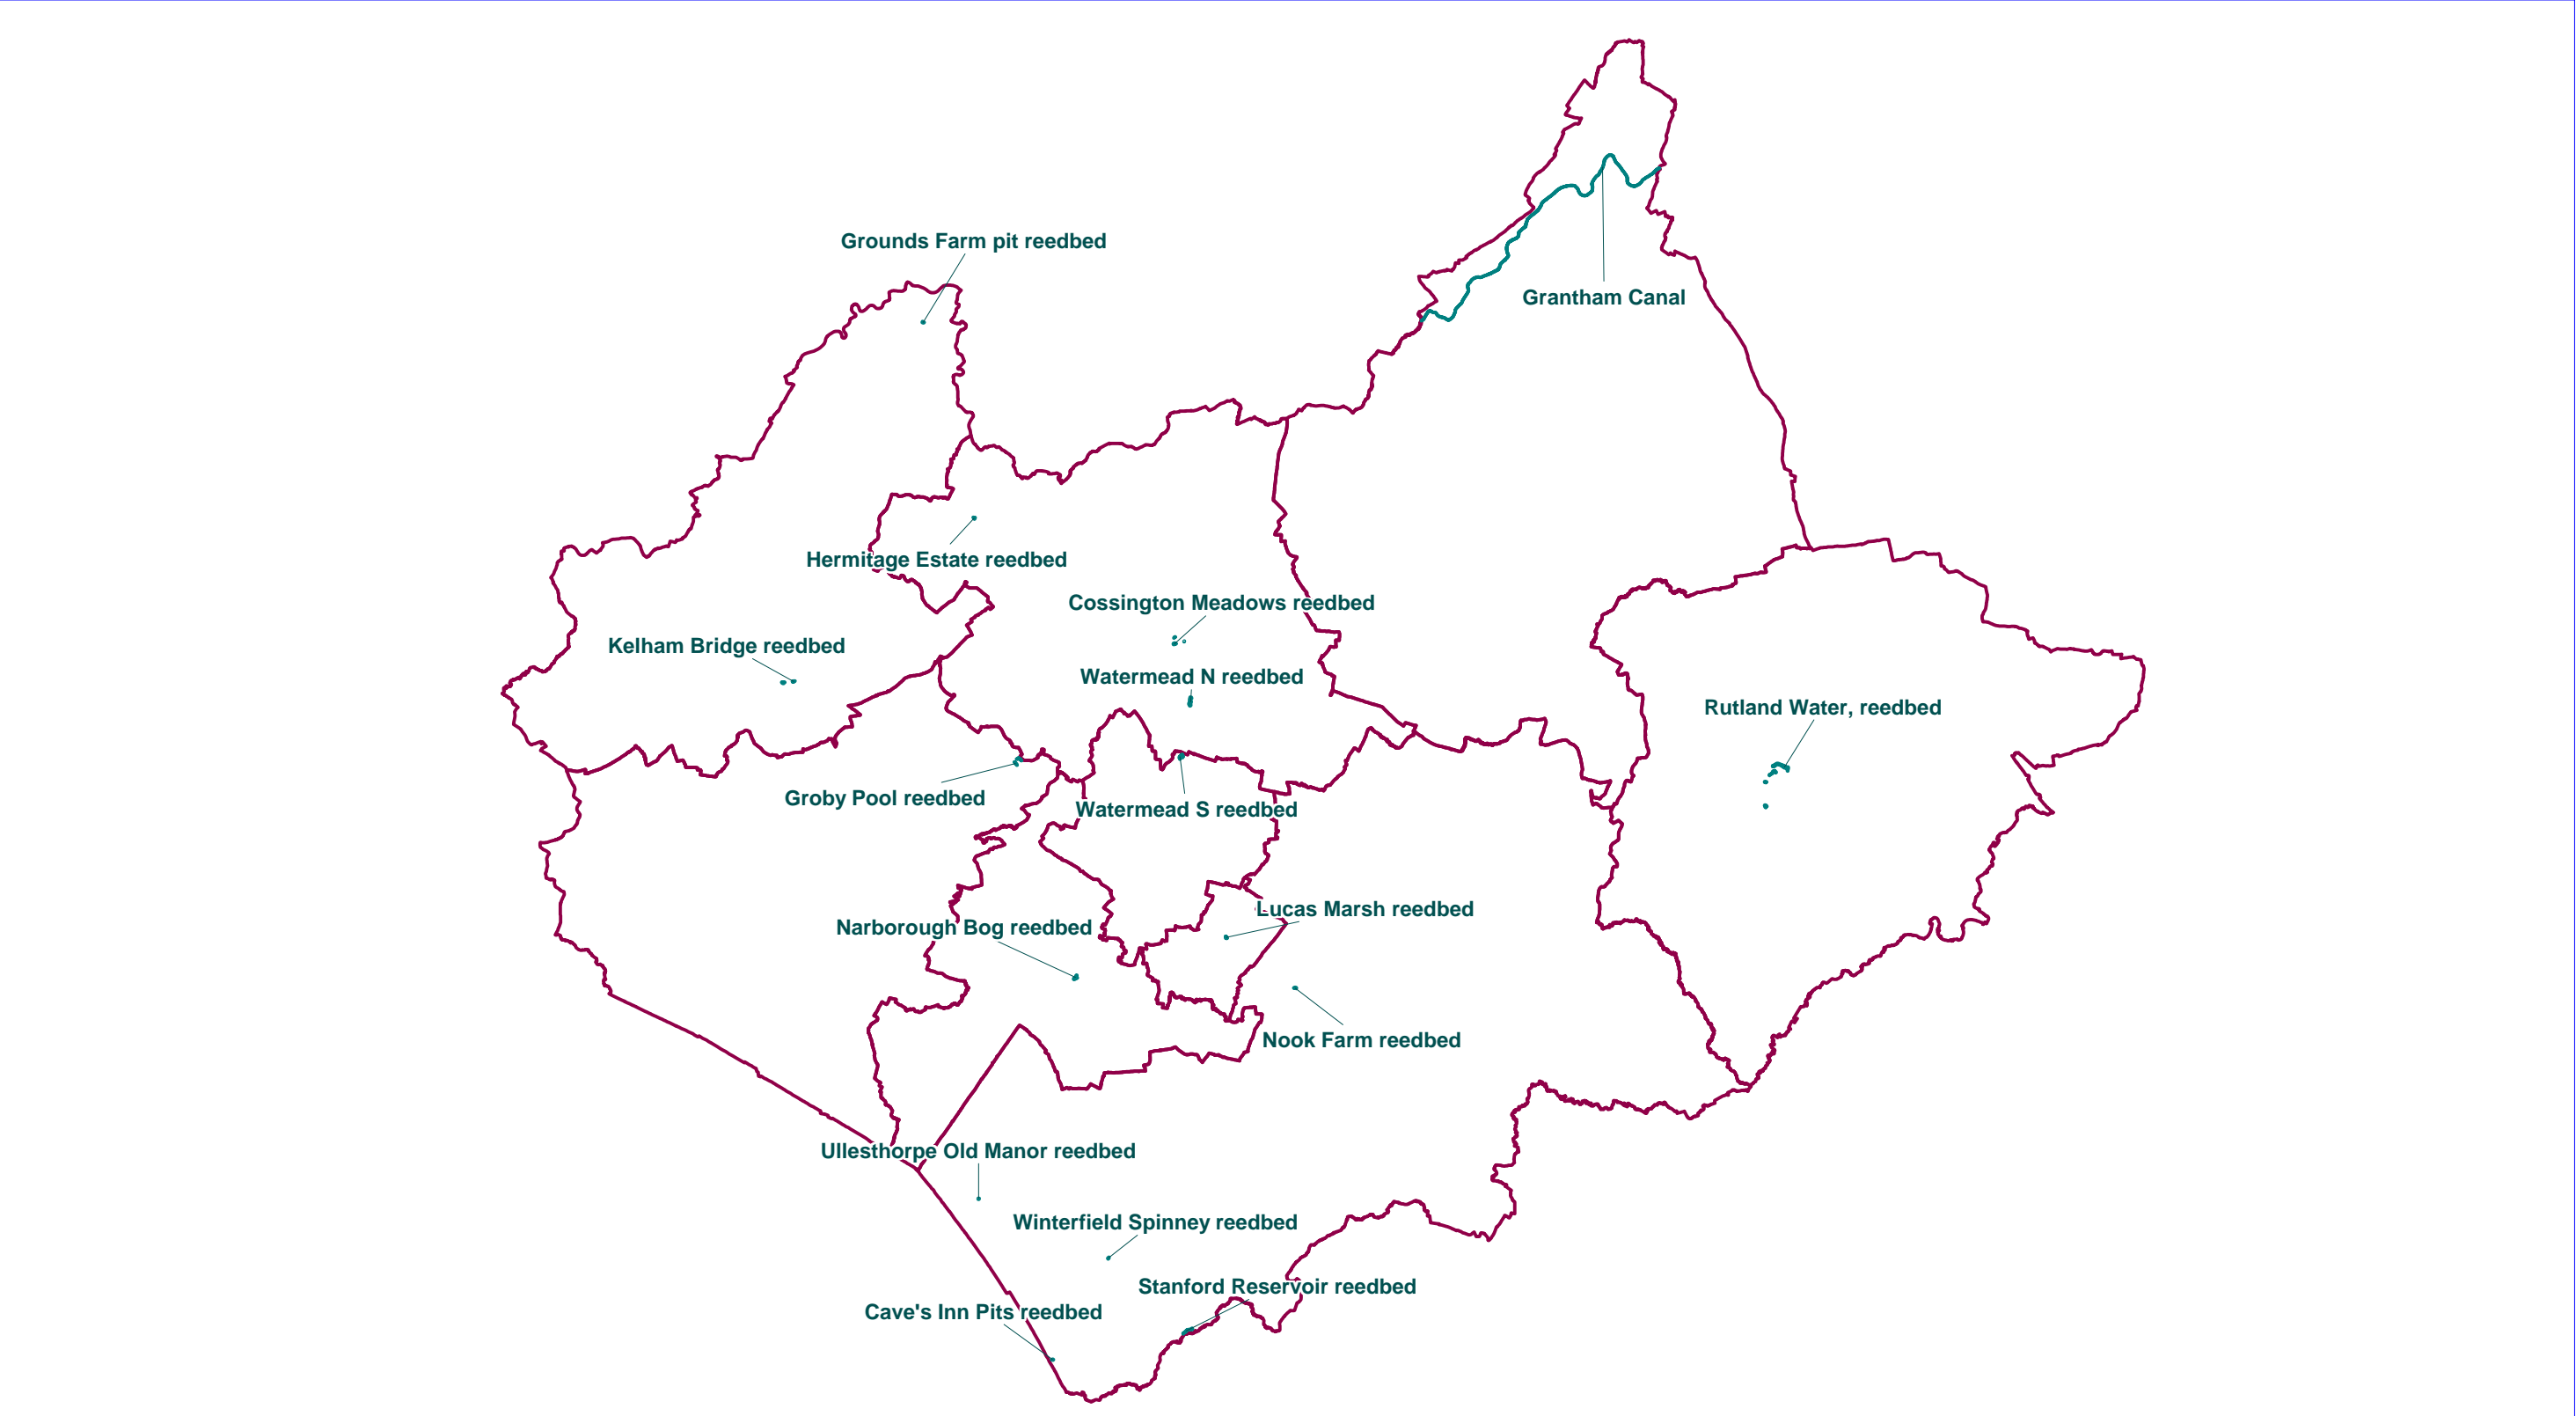 Grounds Farm pit reedbed
Grantham Canal
Hermitage Estate reedbed
Cossington Meadows reedbed
Kelham Bridge reedbed
Watermead N reedbed
Rutland Water, reedbed
Groby Pool reedbed
Watermead S reedbed
Lucas Marsh reedbed
Narborough Bog reedbed
Nook Farm reedbed
Ullesthorpe Old Manor reedbed
Winterfield Spinney reedbed
Stanford Reservoir reedbed
Cave's Inn Pits reedbed